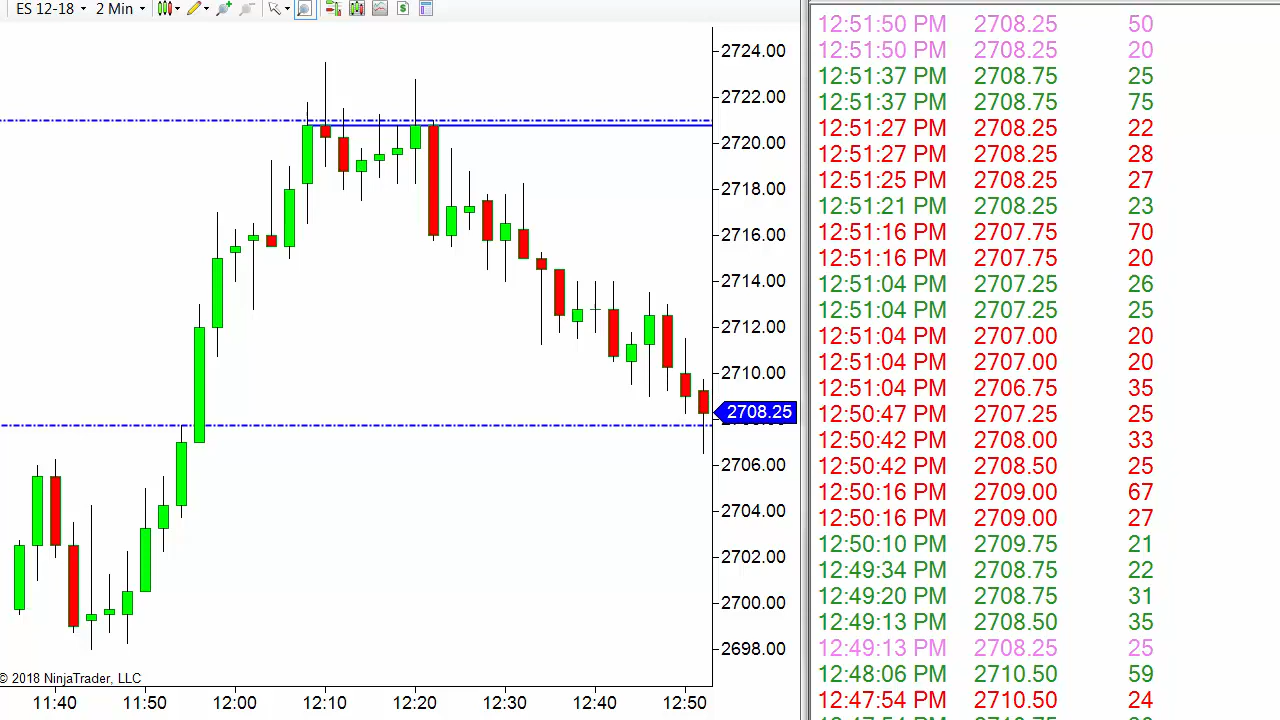 ES 12-18 2 Min $
2724.00
2722.00
2720.00
2718.00
2716.00
2714.00
2712.00
2710.00
2708.25
2706.00
2704.00
2702.00
2700.00
2698.00
© 2018 NinjaTrader, LLC
11:40 11:50 12:00 12:10 12:20 12:30 12:40 12:50
12:51:50 PM 2708.25 50
12:51:50 PM 2708.25 20
12:51:37 PM 2708.75 25
12:51:37 PM 2708.75 75
12:51:27 PM 2708.25 22
12:51:27 PM 2708.25 28
12:51:25 PM 2708.25 27
12:51:21 PM 2708.25 23
12:51:16 PM 2707.75 70
12:51:16 PM 2707.75 20
12:51:04 PM 2707.25 26
12:51:04 PM 2707.25 25
12:51:04 PM 2707.00 20
12:51:04 PM 2707.00 20
12:51:04 PM 2706.75 35
12:50:47 PM 2707.25 25
12:50:42 PM 2708.00 33
12:50:42 PM 2708.50 25
12:50:16 PM 2709.00 67
12:50:16 PM 2709.00 27
12:50:10 PM 2709.75 21
12:49:34 PM 2708.75 22
12:49:20 PM 2708.75 31
12:49:13 PM 2708.50 35
12:49:13 PM 2708.25 25
12:48:06 PM 2710.50 59
12:47:54 PM 2710.50 24